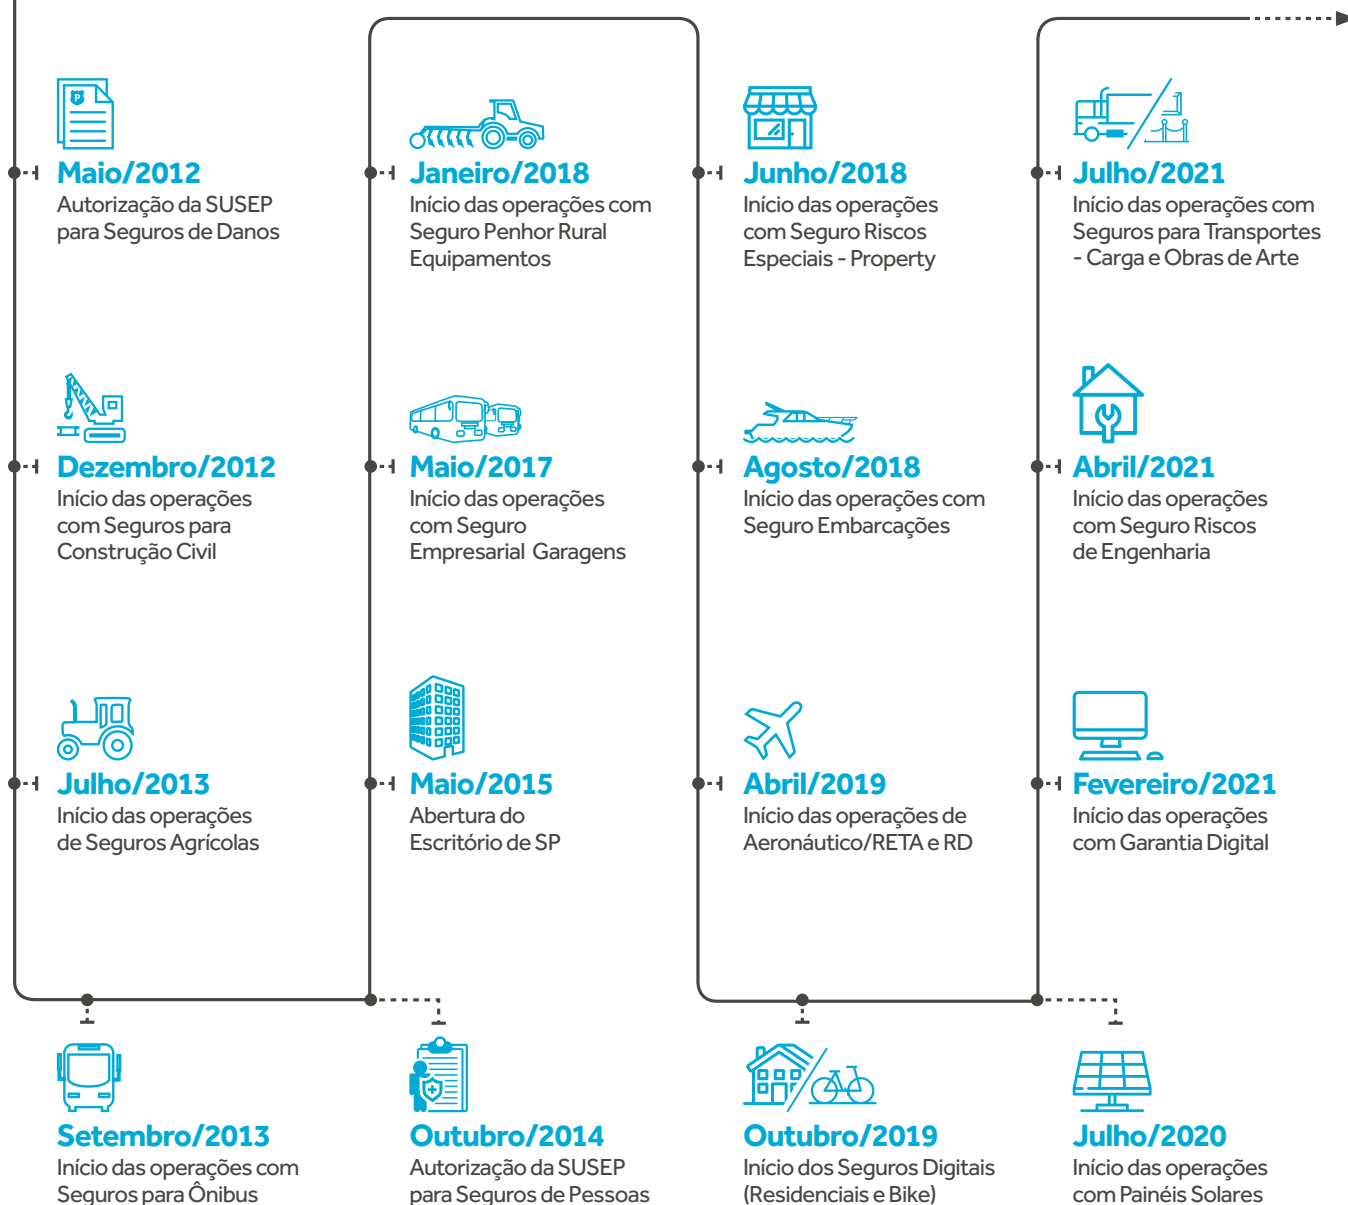 Maio/2012
Autorização da SUSEP
para Seguros de Danos
Dezembro/2012
Início das operações
com Seguros para
Construção Civil
Julho/2013
Início das operações
de Seguros Agrícolas
Setembro/2013
Início das operações com
Seguros para Ônibus
Outubro/2014
Autorização da SUSEP
para Seguros de Pessoas
Maio/2015
Abertura do
Escritório de SP
Maio/2017
Início das operações
com Seguro
Empresarial Garagens
Janeiro/2018
Início das operações com
Seguro Penhor Rural
Equipamentos
Junho/2018
Início das operações
com Seguro Riscos
Especiais - Property
Agosto/2018
Início das operações com
Seguro Embarcações
Abril/2019
Início das operações de
Aeronáutico/RETA e RD
Outubro/2019
Início dos Seguros Digitais
(Residenciais e Bike)
Julho/2020
Início das operações
com Painéis Solares
Fevereiro/2021
Início das operações
com Garantia Digital
Abril/2021
Início das operações
com Seguro Riscos
de Engenharia
Julho/2021
Início das operações com
Seguros para Transportes
- Carga e Obras de Arte